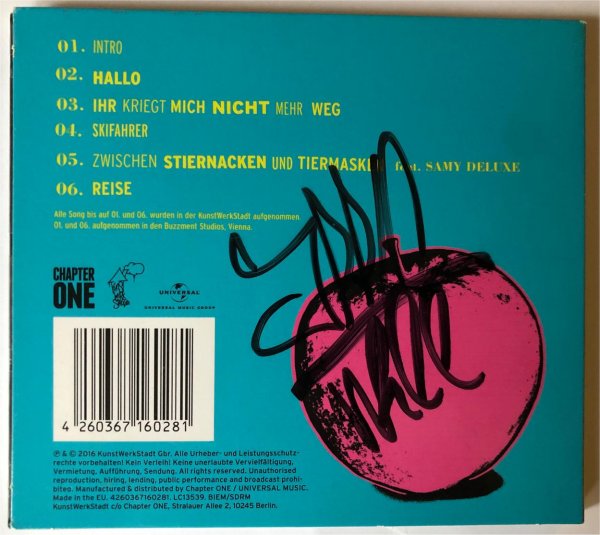 01. INTRO
02. HALLO
03. IHR KRIEGT MICH NICHT MEHR WEG
04. SKIFAHRER
05. ZWISCHEN STIERNACKEN UND TIERMASKEN feat. SAMY DELUXE
06. REISE
Alle Song bis auf 01. und 06. wurden in der KunstWerkStadt aufgenommen.
01. und 06. aufgenommen in den Buzzment Studios, Vienna.
CHAPTER
ONE
UNIVERSAL
UNIVERSAL MUSIC GROUP
4 260367 160281
℗ & © 2016 KunstWerkStadt Gbr. Alle Urheber- und Leistungsschutz-
rechte vorbehalten! Kein Verleih! Keine unerlaubte Vervielfältigung,
Vermietung, Aufführung, Sendung. All rights reserved. Unauthorised
reproduction, hiring, lending, public performance and broadcast prohi-
bited. Manufactured & distributed by Chapter ONE / UNIVERSAL MUSIC.
Made in the EU. 4260367160281. LC13539. BIEM/SDRM
KunstWerkStadt c/o Chapter ONE, Stralauer Allee 2, 10245 Berlin.